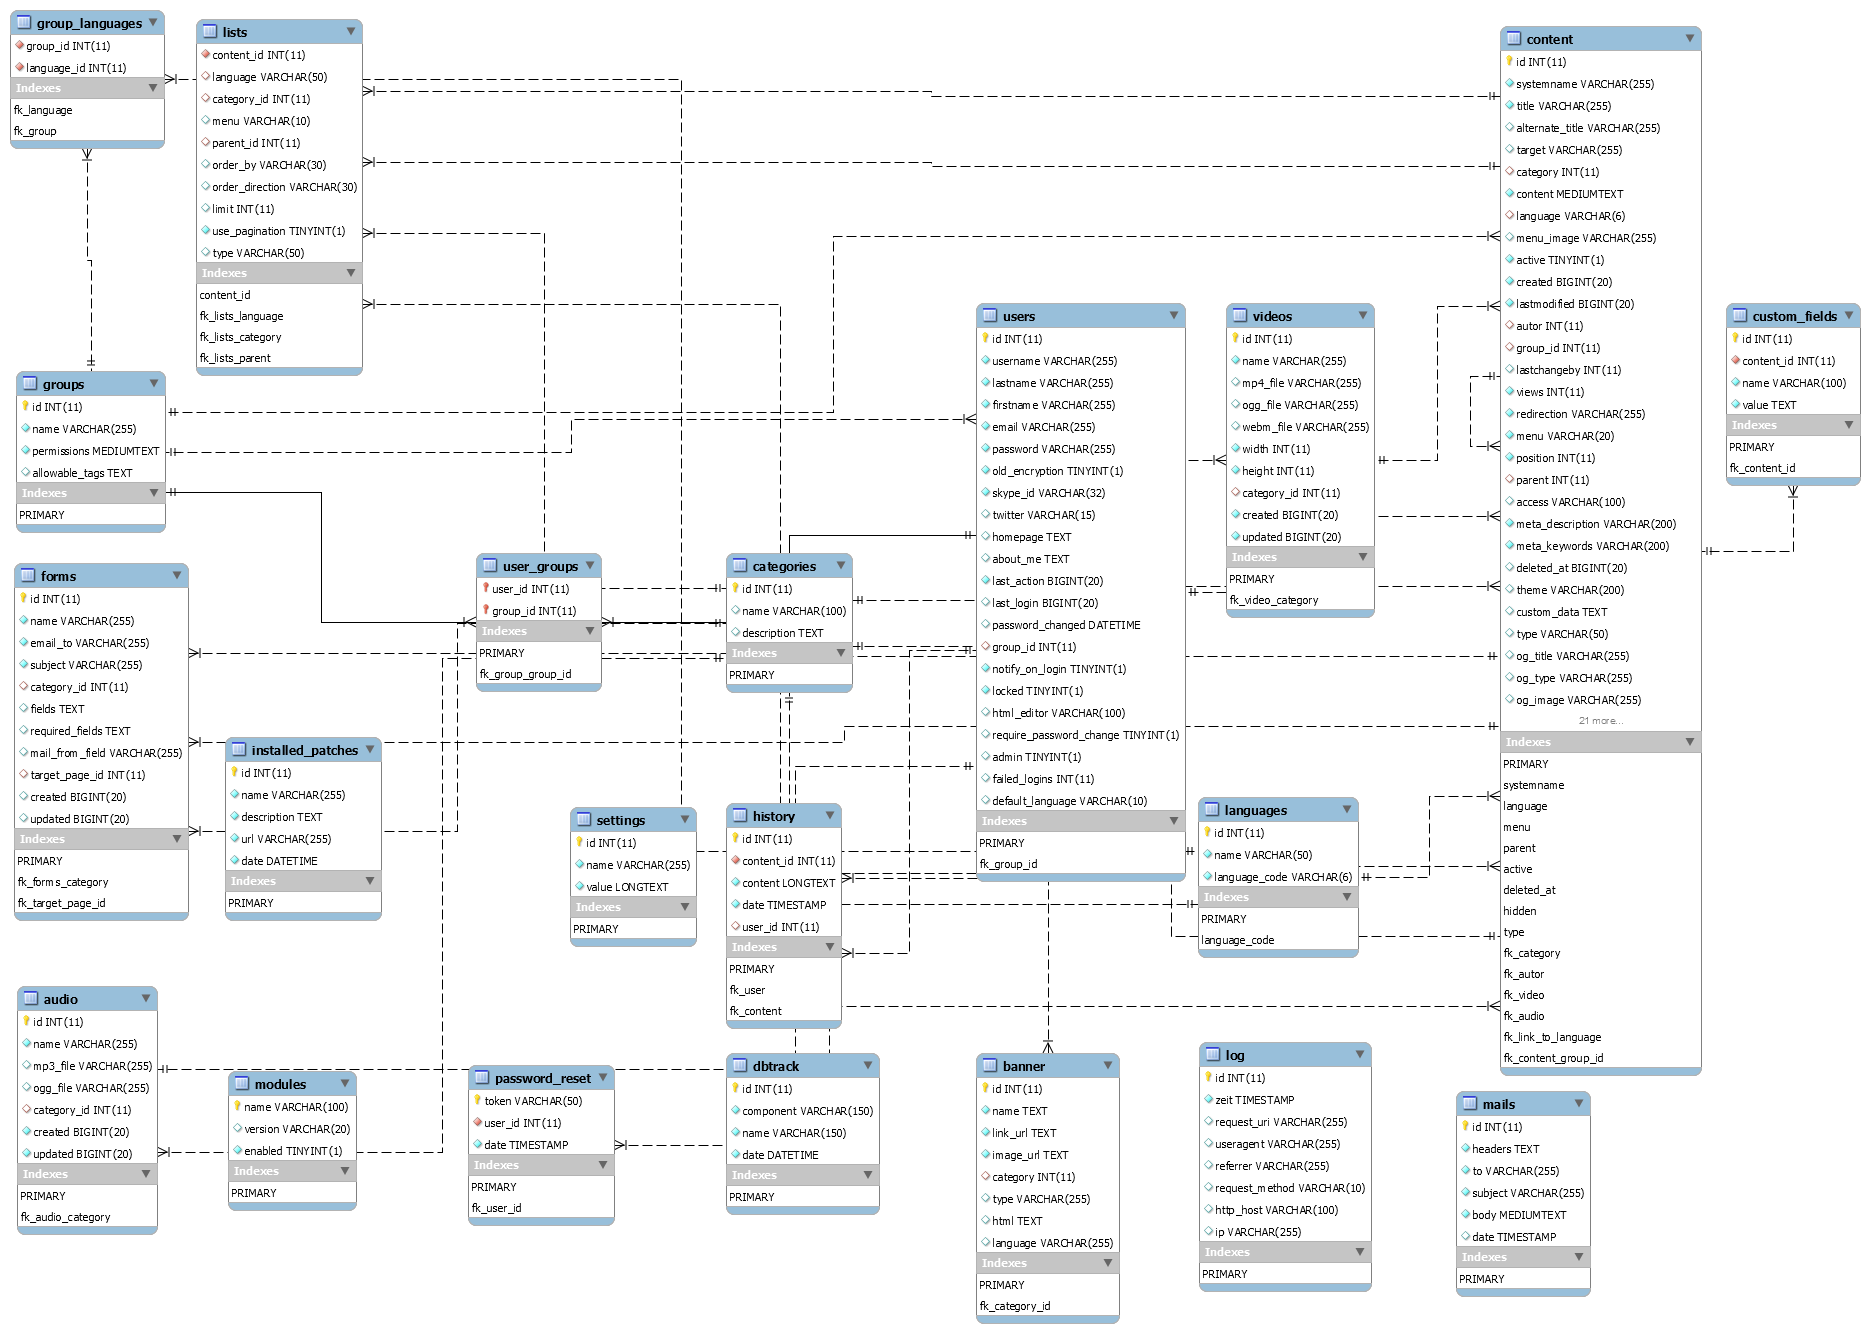 group_languages
group_id INT(11)
language_id INT(11)
Indexes
fk_language
fk_group
lists
content_id INT(11)
language VARCHAR(50)
category_id INT(11)
menu VARCHAR(10)
parent_id INT(11)
order_by VARCHAR(30)
order_direction VARCHAR(30)
limit INT(11)
use_pagination TINYINT(1)
type VARCHAR(50)
Indexes
content_id
fk_lists_language
fk_lists_category
fk_lists_parent
groups
id INT(11)
name VARCHAR(255)
permissions MEDIUMTEXT
allowable_tags TEXT
Indexes
PRIMARY
forms
id INT(11)
name VARCHAR(255)
email_to VARCHAR(255)
subject VARCHAR(255)
category_id INT(11)
fields TEXT
required_fields TEXT
mail_from_field VARCHAR(255)
target_page_id INT(11)
created BIGINT(20)
updated BIGINT(20)
Indexes
PRIMARY
fk_forms_category
fk_target_page_id
installed_patches
id INT(11)
name VARCHAR(255)
description TEXT
url VARCHAR(255)
date DATETIME
Indexes
PRIMARY
audio
id INT(11)
name VARCHAR(255)
mp3_file VARCHAR(255)
ogg_file VARCHAR(255)
category_id INT(11)
created BIGINT(20)
updated BIGINT(20)
Indexes
PRIMARY
fk_audio_category
modules
name VARCHAR(100)
version VARCHAR(20)
enabled TINYINT(1)
Indexes
PRIMARY
user_groups
user_id INT(11)
group_id INT(11)
Indexes
PRIMARY
fk_group_group_id
categories
id INT(11)
name VARCHAR(100)
description TEXT
Indexes
PRIMARY
settings
id INT(11)
name VARCHAR(255)
value LONGTEXT
Indexes
PRIMARY
history
id INT(11)
content_id INT(11)
content LONGTEXT
date TIMESTAMP
user_id INT(11)
Indexes
PRIMARY
fk_user
fk_content
password_reset
token VARCHAR(50)
user_id INT(11)
date TIMESTAMP
Indexes
PRIMARY
fk_user_id
dbtrack
id INT(11)
component VARCHAR(150)
name VARCHAR(150)
date DATETIME
Indexes
PRIMARY
users
id INT(11)
username VARCHAR(255)
lastname VARCHAR(255)
firstname VARCHAR(255)
email VARCHAR(255)
password VARCHAR(255)
old_encryption TINYINT(1)
skype_id VARCHAR(32)
twitter VARCHAR(15)
homepage TEXT
about_me TEXT
last_action BIGINT(20)
last_login BIGINT(20)
password_changed DATETIME
group_id INT(11)
notify_on_login TINYINT(1)
locked TINYINT(1)
html_editor VARCHAR(100)
require_password_change TINYINT(1)
admin TINYINT(1)
failed_logins INT(11)
default_language VARCHAR(10)
Indexes
PRIMARY
fk_group_id
videos
id INT(11)
name VARCHAR(255)
mp4_file VARCHAR(255)
ogg_file VARCHAR(255)
webm_file VARCHAR(255)
width INT(11)
height INT(11)
category_id INT(11)
created BIGINT(20)
updated BIGINT(20)
Indexes
PRIMARY
fk_video_category
languages
id INT(11)
name VARCHAR(50)
language_code VARCHAR(6)
Indexes
PRIMARY
language_code
banner
id INT(11)
name TEXT
link_url TEXT
image_url TEXT
category INT(11)
type VARCHAR(255)
html TEXT
language VARCHAR(255)
Indexes
PRIMARY
fk_category_id
log
id INT(11)
zeit TIMESTAMP
request_uri VARCHAR(255)
useragent VARCHAR(255)
referrer VARCHAR(255)
request_method VARCHAR(10)
http_host VARCHAR(100)
ip VARCHAR(255)
Indexes
PRIMARY
content
id INT(11)
systemname VARCHAR(255)
title VARCHAR(255)
alternate_title VARCHAR(255)
target VARCHAR(255)
category INT(11)
content MEDIUMTEXT
language VARCHAR(6)
menu_image VARCHAR(255)
active TINYINT(1)
created BIGINT(20)
lastmodified BIGINT(20)
autor INT(11)
group_id INT(11)
lastchangeby INT(11)
views INT(11)
redirection VARCHAR(255)
menu VARCHAR(20)
position INT(11)
parent INT(11)
access VARCHAR(100)
meta_description VARCHAR(200)
meta_keywords VARCHAR(200)
deleted_at BIGINT(20)
theme VARCHAR(200)
custom_data TEXT
type VARCHAR(50)
og_title VARCHAR(255)
og_type VARCHAR(255)
og_image VARCHAR(255)
21 more...
Indexes
PRIMARY
systemname
language
menu
parent
active
deleted_at
hidden
type
fk_category
fk_autor
fk_video
fk_audio
fk_link_to_language
fk_content_group_id
custom_fields
id INT(11)
content_id INT(11)
name VARCHAR(100)
value TEXT
Indexes
PRIMARY
fk_content_id
mails
id INT(11)
headers TEXT
to VARCHAR(255)
subject VARCHAR(255)
body MEDIUMTEXT
date TIMESTAMP
Indexes
PRIMARY